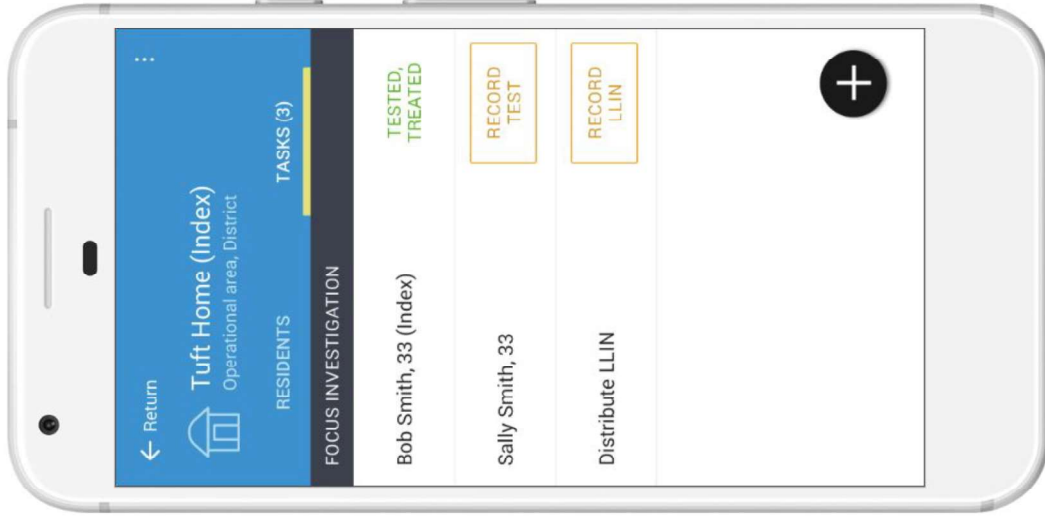 ← Return
Tuft Home (Index)
Operational area, District
RESIDENTS
TASKS (3)
FOCUS INVESTIGATION
Bob Smith, 33 (Index)
TESTED,
TREATED
Sally Smith, 33
RECORD
TEST
Distribute LLIN
RECORD
LLIN